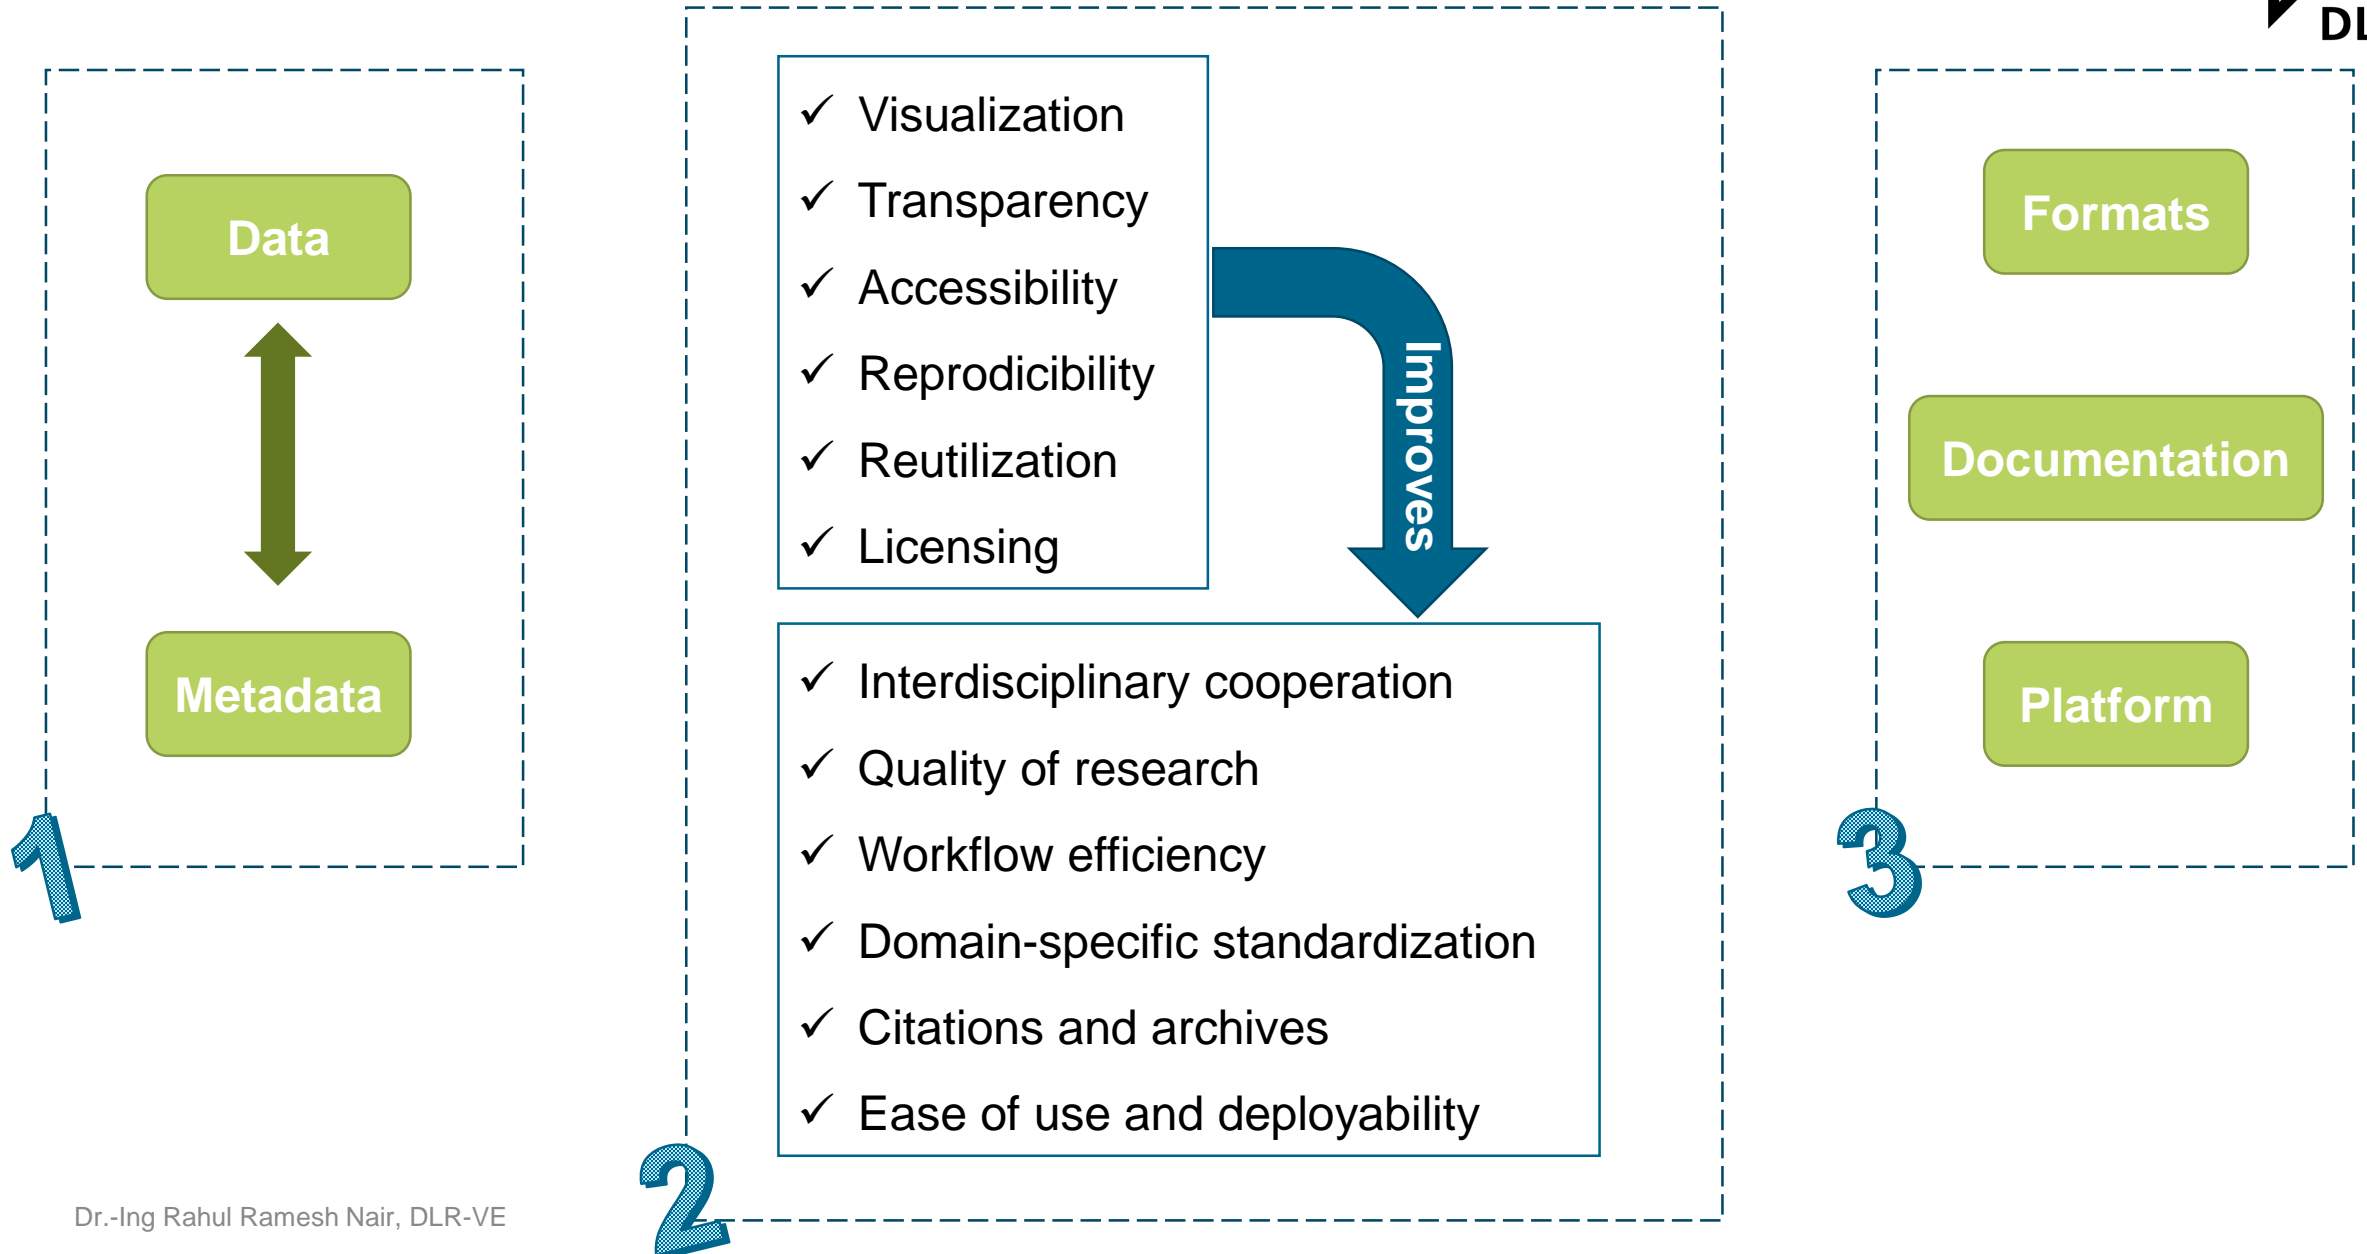 Data
Metadata
1
Visualization
Transparency
Accessibility
Reprodicibility
Reutilization
Licensing
Improves
Interdisciplinary cooperation
Quality of research
Workflow efficiency
Domain-specific standardization
Citations and archives
Ease of use and deployability
2
Formats
Documentation
Platform
3
Dr.-Ing Rahul Ramesh Nair, DLR-VE